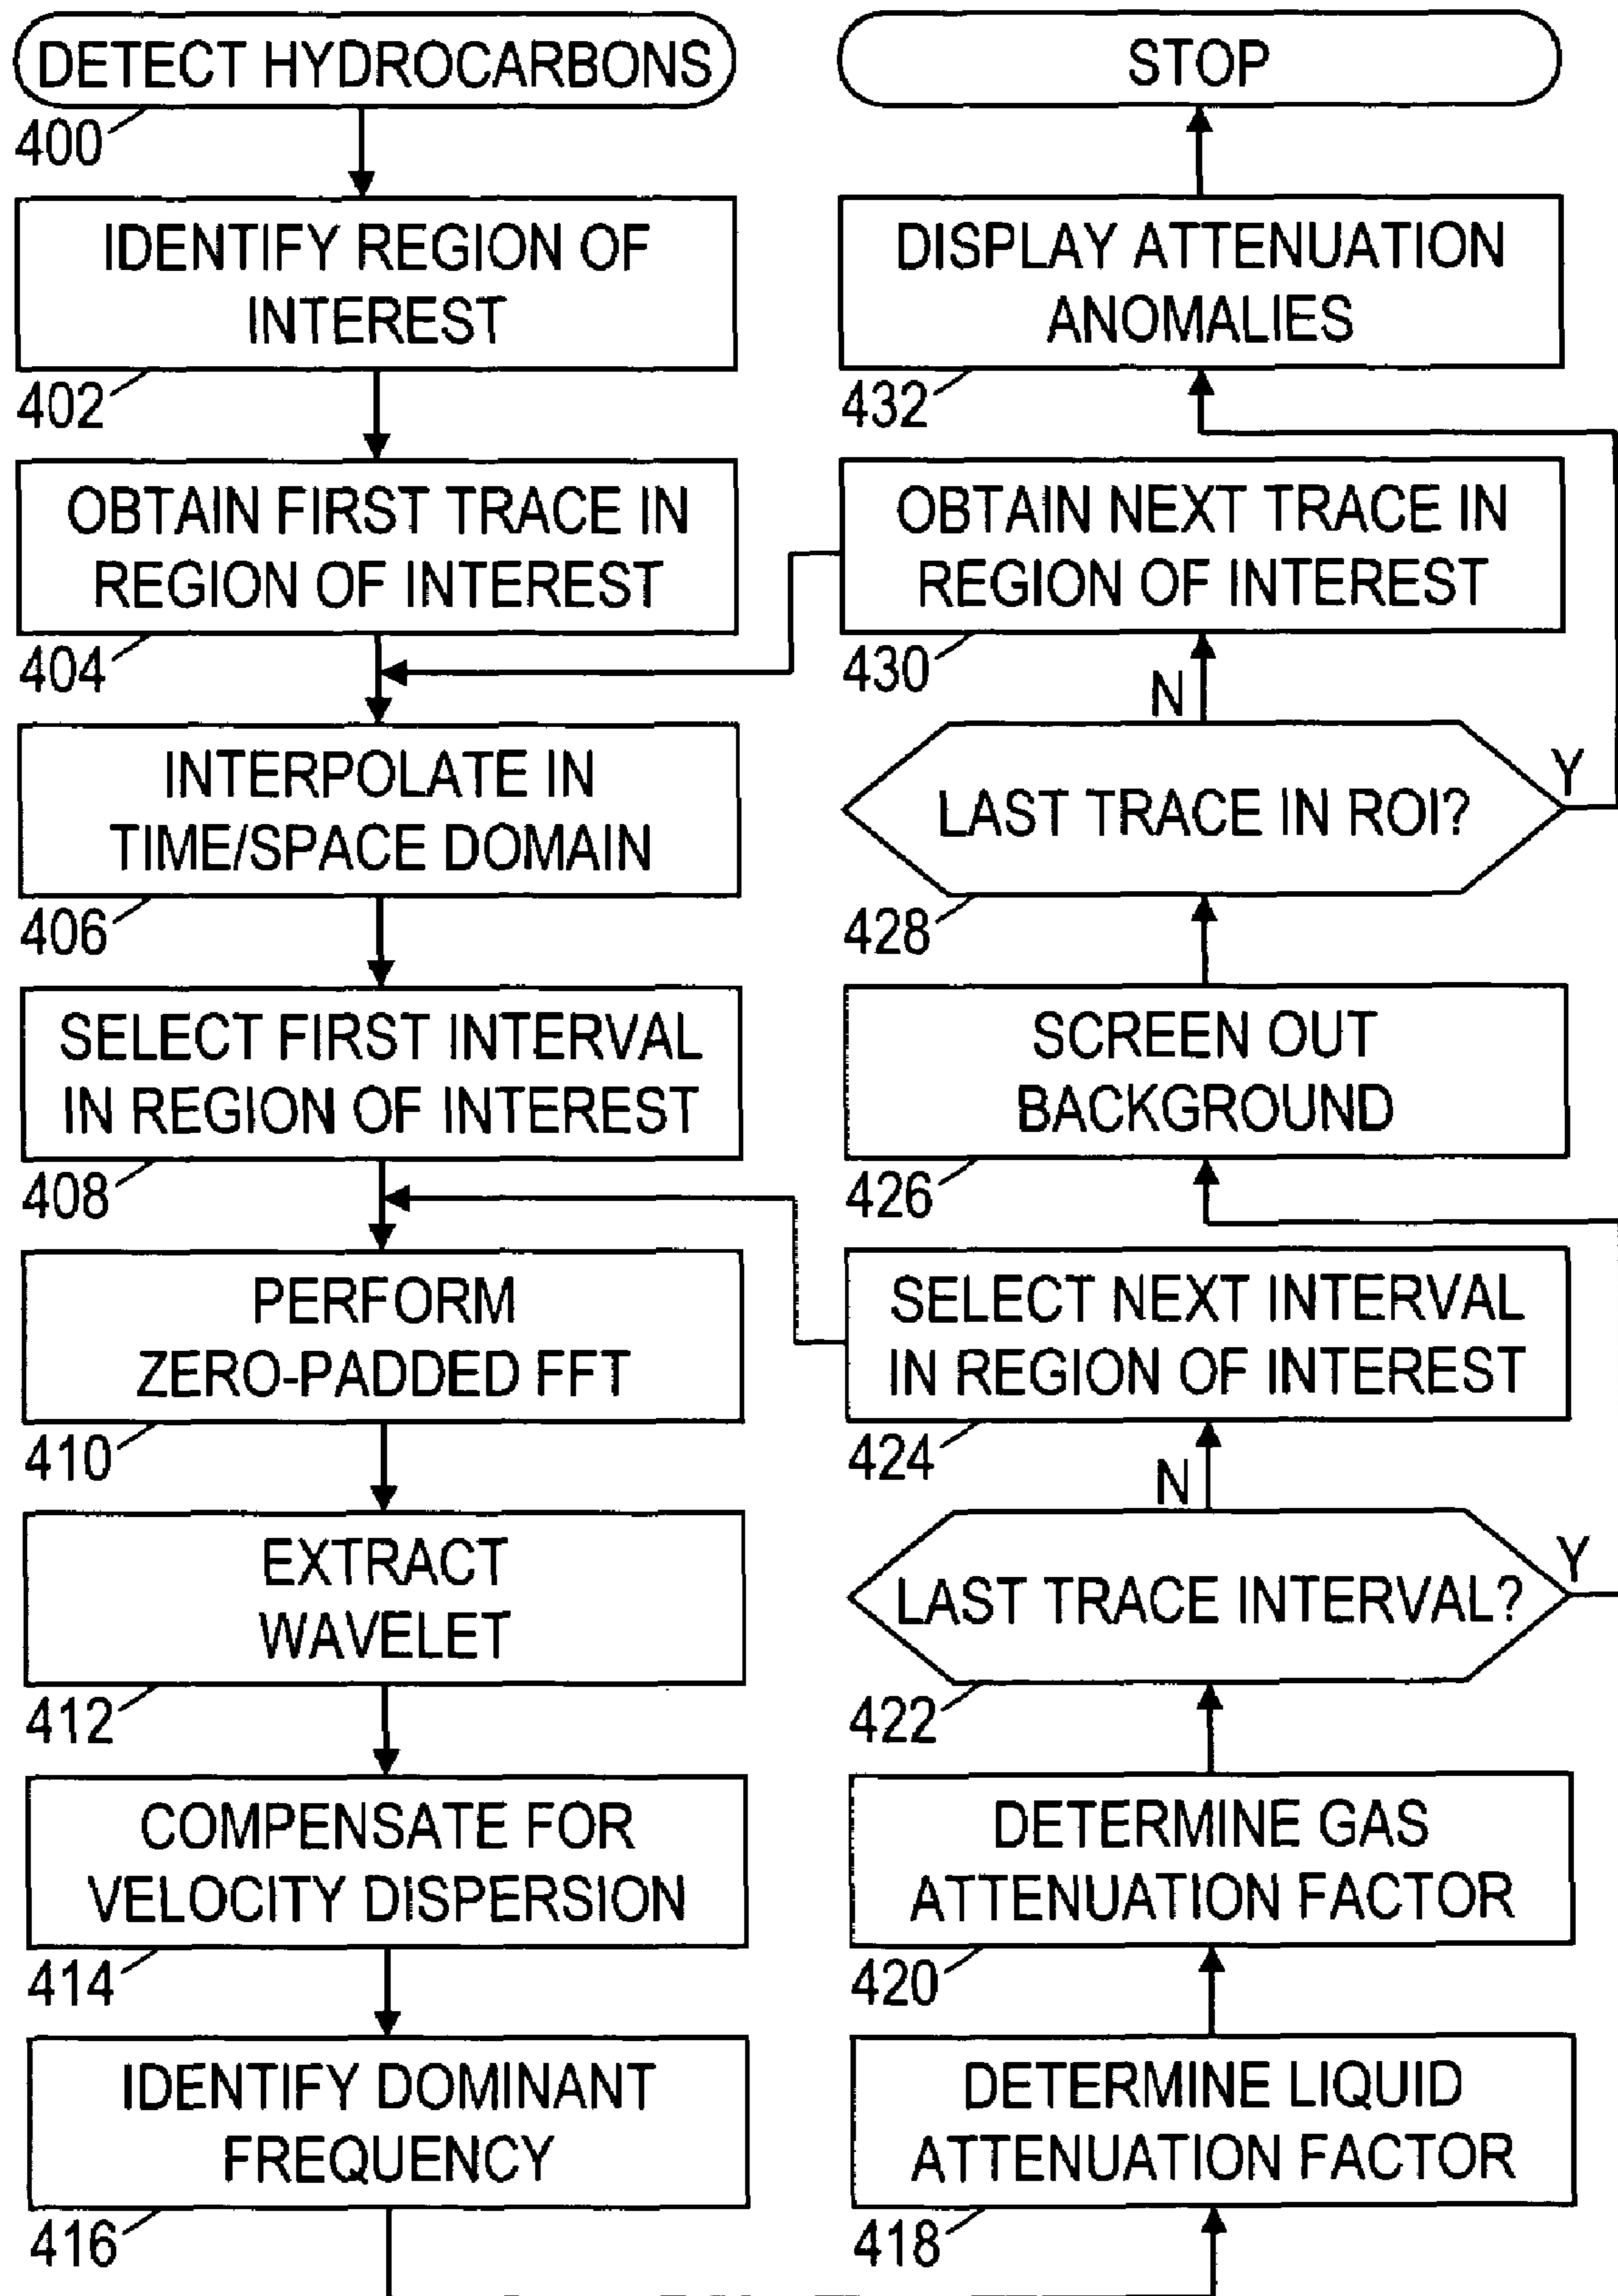 DETECT HYDROCARBONS
400
IDENTIFY REGION OF
INTEREST
402
OBTAIN FIRST TRACE IN
REGION OF INTEREST
404
INTERPOLATE IN
TIME/SPACE DOMAIN
406
SELECT FIRST INTERVAL
IN REGION OF INTEREST
408
PERFORM
ZERO-PADDED FFT
410
EXTRACT
WAVELET
412
COMPENSATE FOR
VELOCITY DISPERSION
414
IDENTIFY DOMINANT
FREQUENCY
416
STOP
DISPLAY ATTENUATION
ANOMALIES
432
OBTAIN NEXT TRACE IN
REGION OF INTEREST
430
N
LAST TRACE IN ROI?
Y
428
SCREEN OUT
BACKGROUND
426
SELECT NEXT INTERVAL
IN REGION OF INTEREST
424
N
LAST TRACE INTERVAL?
Y
422
DETERMINE GAS
ATTENUATION FACTOR
420
DETERMINE LIQUID
ATTENUATION FACTOR
418